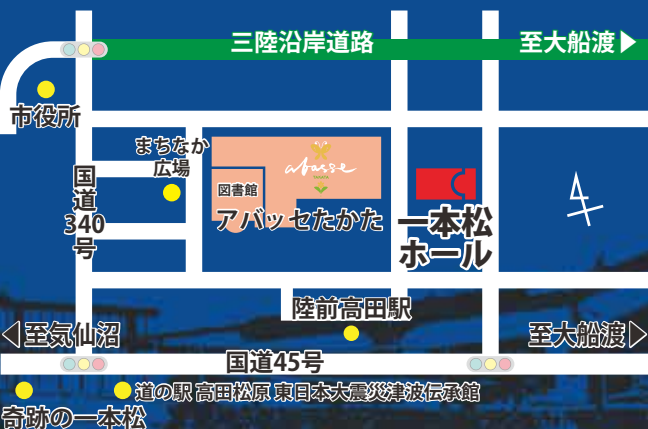 三陸沿岸道路
至大船渡
市役所
まちなか
広場
国道
340
号
図書館
abasse
アバッセたかた
一本松
ホール
陸前高田駅
至気仙沼
至大船渡
国道45号
道の駅 高田松原 東日本大震災津波伝承館
奇跡の一本松